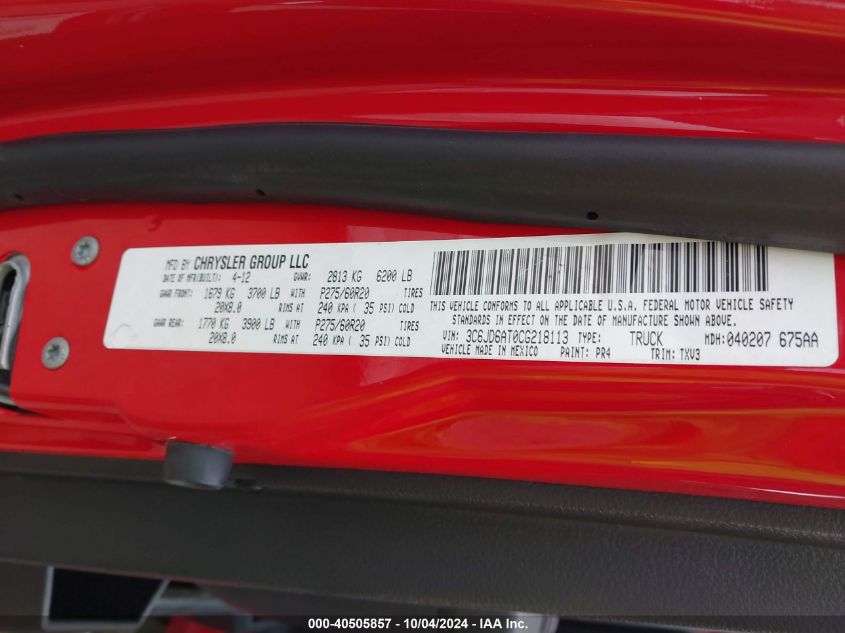 MFD BY CHRYSLER GROUP LLC
DATE OF MFR(BUILT): 4-12 GVWR: 2813 KG 6200 LB
GAWR FRONT: 1679 KG 3700 LB WITH P275/60R20 TIRES
20X8.0 RIMS AT 240 KPA ( 35 PSI) COLD
GAWR REAR: 1770 KG 3900 LB WITH P275/60R20 TIRES
20X8.0 RIMS AT 240 KPA ( 35 PSI) COLD
THIS VEHICLE CONFORMS TO ALL APPLICABLE U.S.A. FEDERAL MOTOR VEHICLE SAFETY
STANDARDS IN EFFECT ON THE DATE OF MANUFACTURE SHOWN ABOVE.
VIN: 3C6JD6AT0CG218113 TYPE: TRUCK MDH: 040207 675AA
VEHICLE MADE IN MEXICO PAINT: PR4 TRIM: TXV3
000-40505857 - 10/04/2024 - IAA Inc.